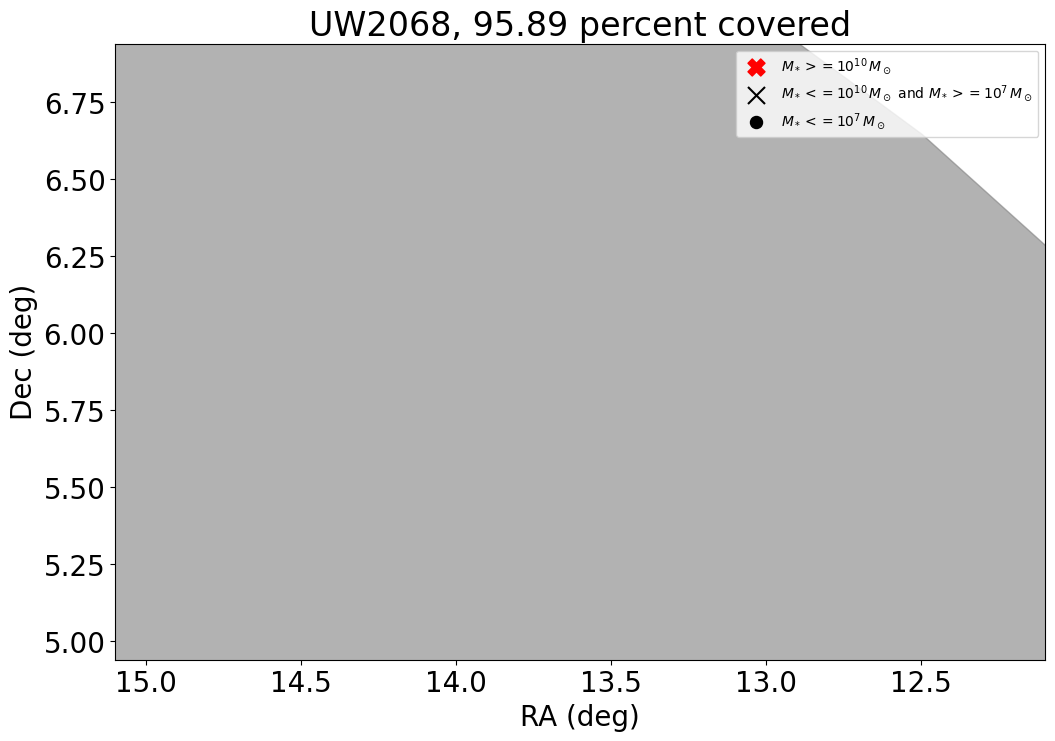 UW2068, 95.89 percent covered
M* >= 10^10 M⊙
M* <= 10^10 M⊙ and M* >= 10^7 M⊙
M* <= 10^7 M⊙
6.75
6.50
6.25
6.00
5.75
5.50
5.25
5.00
Dec (deg)
15.0 14.5 14.0 13.5 13.0 12.5
RA (deg)